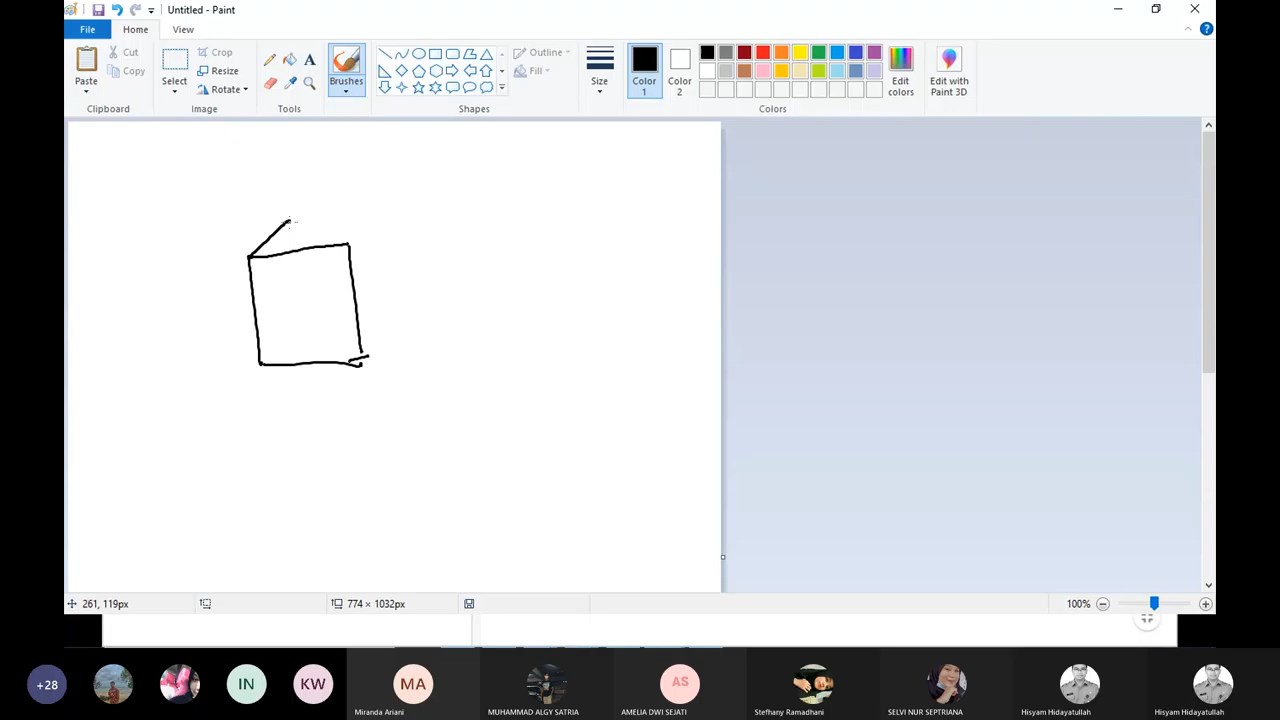 Untitled - Paint
File Home View
Paste
Cut
Copy
Clipboard
Select
Crop
Resize
Rotate
Image
A
Tools
Brushes
Outline
Fill
Shapes
Size
Color 1
Color 2
Edit colors
Colors
Edit with Paint 3D
261, 119px
774 × 1032px
100%
+28
IN
KW
MA
Miranda Ariani
MUHAMMAD ALGY SATRIA
AS
AMELIA DWI SEJATI
Stefhany Ramadhani
SELVI NUR SEPTRIANA
Hisyam Hidayatullah
Hisyam Hidayatullah